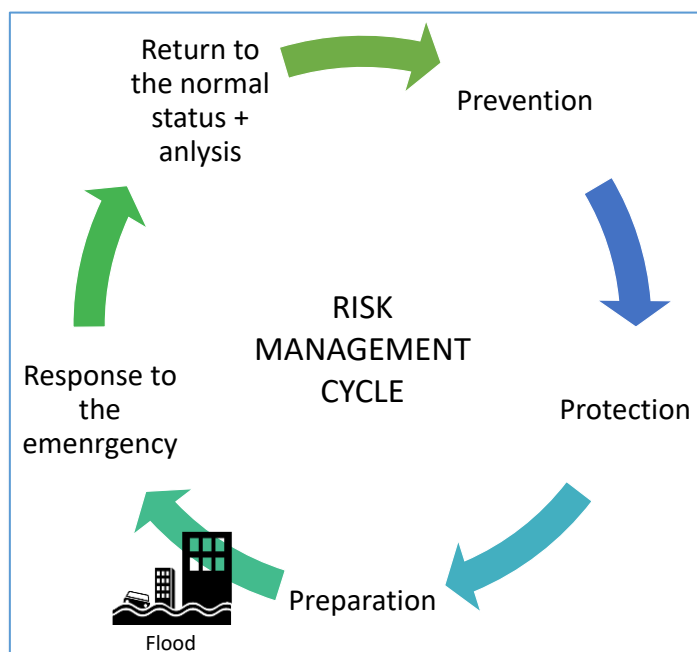 Return to
the normal
status +
anlysis
Prevention
RISK
MANAGEMENT
CYCLE
Response to
the
emenrgency
Protection
Preparation
Flood